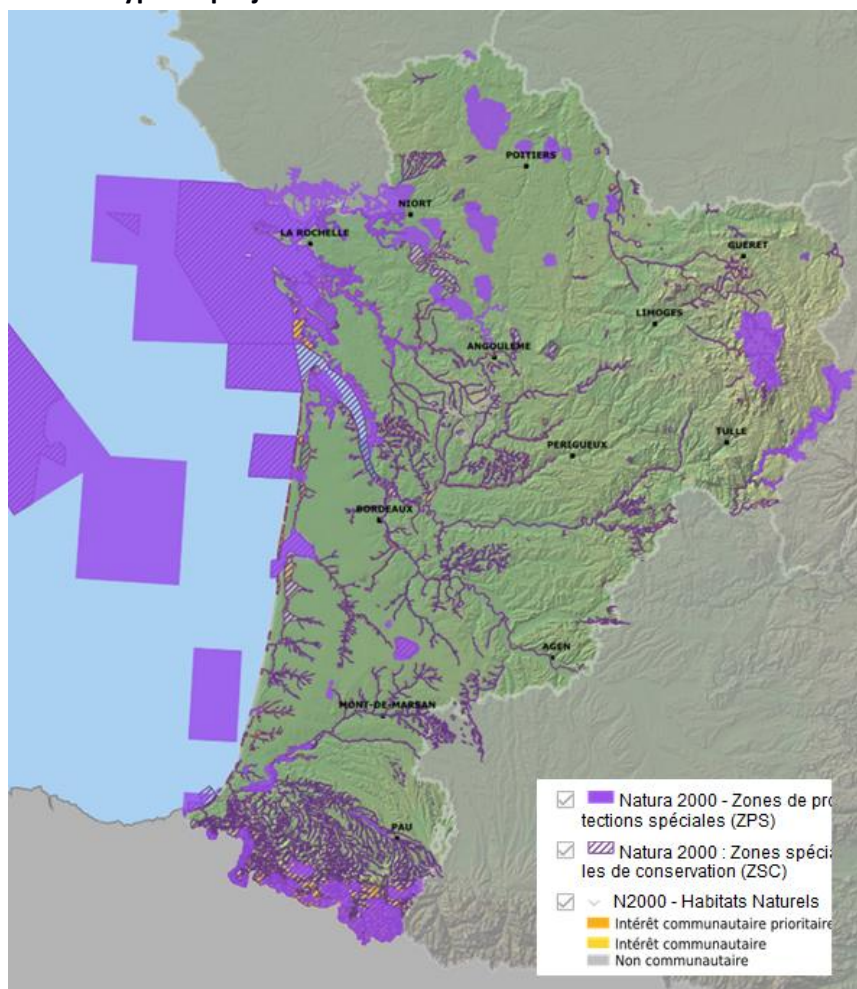 POITIERS
NIORT
LA ROCHELLE
GUERET
LIMOGES
ANGOULEME
TULLE
PERIGUEUX
BORDEAUX
AGEN
MONT-DE-MARSAN
PAU
Natura 2000 - Zones de pro
tections spéciales (ZPS)
Natura 2000 : Zones spécia
les de conservation (ZSC)
N2000 - Habitats Naturels
Intérêt communautaire prioritaire
Intérêt communautaire
Non communautaire